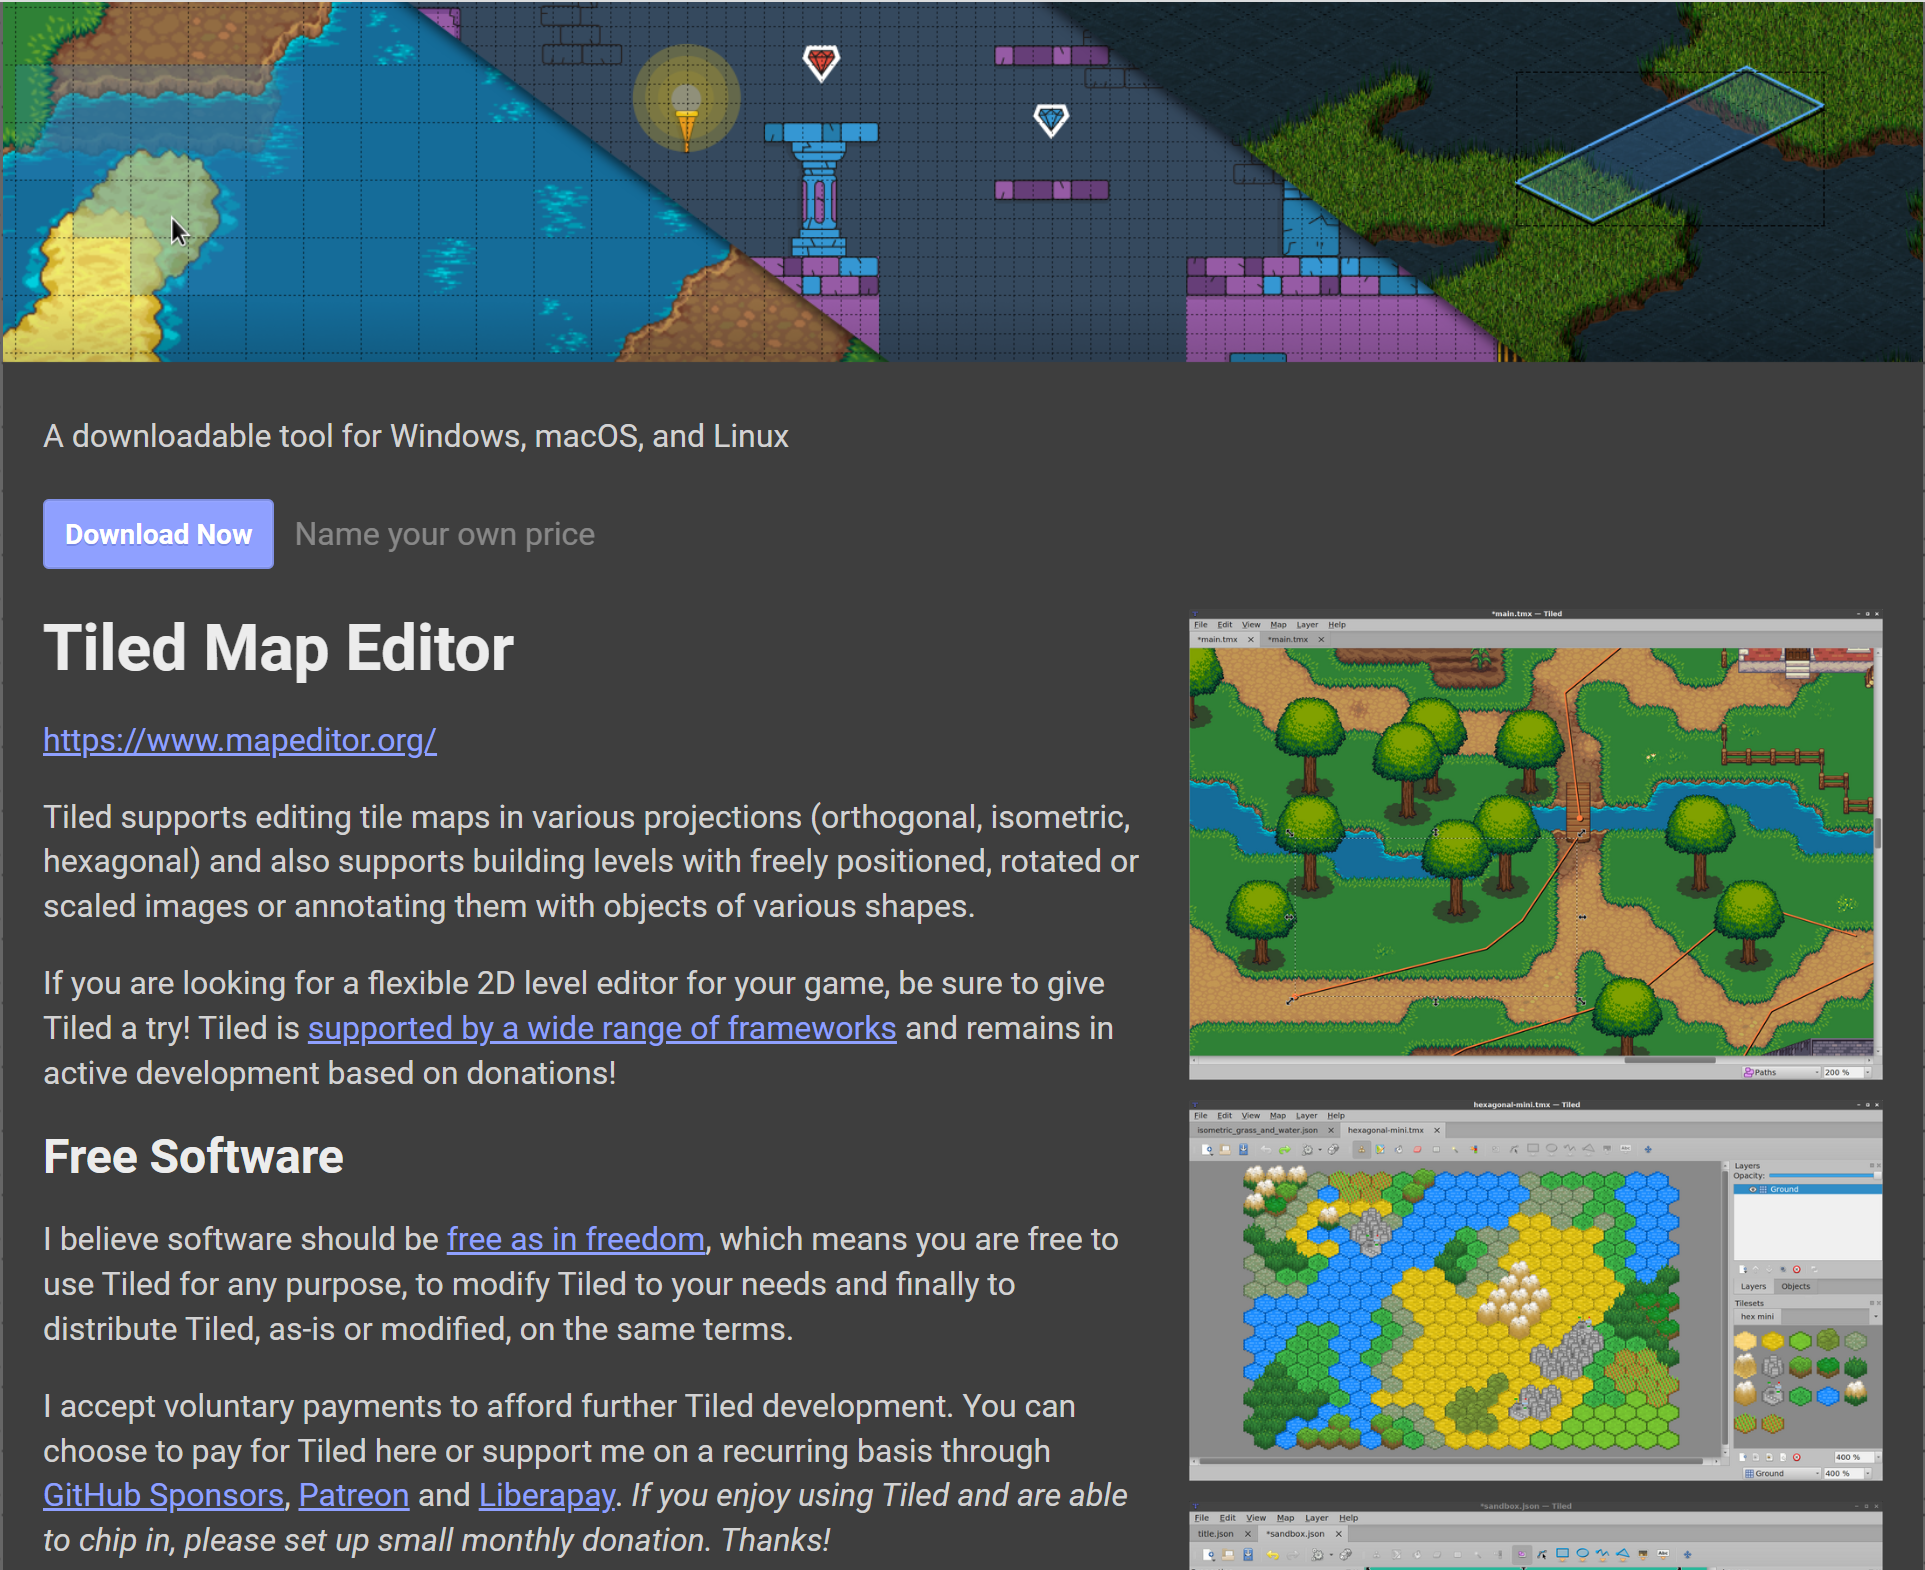 A downloadable tool for Windows, macOS, and Linux
Download Now
Name your own price
Tiled Map Editor
https://www.mapeditor.org/
Tiled supports editing tile maps in various projections (orthogonal, isometric,
hexagonal) and also supports building levels with freely positioned, rotated or
scaled images or annotating them with objects of various shapes.
If you are looking for a flexible 2D level editor for your game, be sure to give
Tiled a try! Tiled is supported by a wide range of frameworks and remains in
active development based on donations!
Free Software
I believe software should be free as in freedom, which means you are free to
use Tiled for any purpose, to modify Tiled to your needs and finally to
distribute Tiled, as-is or modified, on the same terms.
I accept voluntary payments to afford further Tiled development. You can
choose to pay for Tiled here or support me on a recurring basis through
GitHub Sponsors, Patreon and Liberapay. If you enjoy using Tiled and are able
to chip in, please set up small monthly donation. Thanks!
*main.tmx — Tiled
File Edit View Map Layer Help
*main.tmx
*main.tmx
Paths
200 %
hexagonal-mini.tmx — Tiled
File Edit View Map Layer Help
isometric_grass_and_water.json
hexagonal-mini.tmx
Layers
Opacity:
Ground
Layers
Objects
Tilesets
hex mini
400 %
Ground
400 %
*sandbox.json — Tiled
File Edit View Map Layer Help
title.json
*sandbox.json